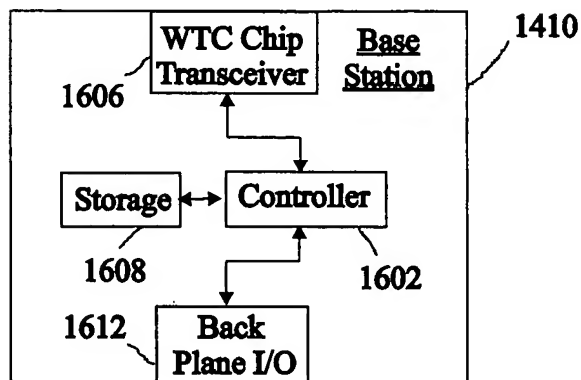 WTC Chip
Transceiver
Base
Station
1410
1606
Storage
Controller
1608
1602
1612
Back
Plane I/O